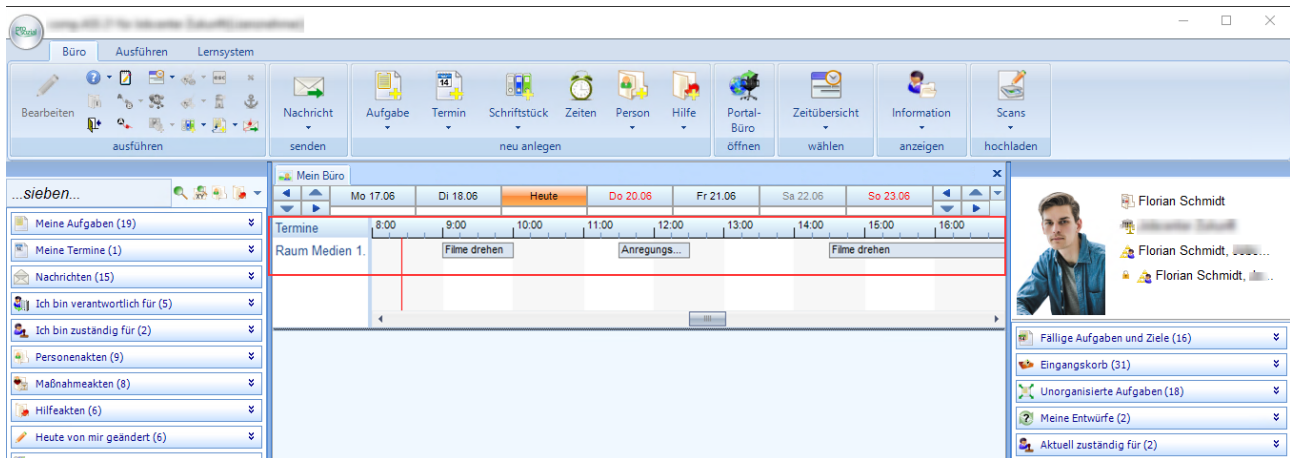 Büro Ausführen Lernsystem
Bearbeiten
ausführen
Nachricht
senden
Aufgabe Termin Schriftstück Zeiten Person Hilfe
neu anlegen
Portal-
Büro
öffnen
Zeitübersicht
wählen
Information
anzeigen
Scans
hochladen
...sieben...
Meine Aufgaben (19)
Meine Termine (1)
Nachrichten (15)
Ich bin verantwortlich für (5)
Ich bin zuständig für (2)
Personenakten (9)
Maßnahmeakten (8)
Hilfeakten (6)
Heute von mir geändert (6)
Mein Büro
Mo 17.06 Di 18.06 Heute Do 20.06 Fr 21.06 Sa 22.06 So 23.06
Termine 8:00 9:00 10:00 11:00 12:00 13:00 14:00 15:00 16:00
Raum Medien 1. Filme drehen Anregungs... Filme drehen
Florian Schmidt
Florian Schmidt,
Florian Schmidt,
Fällige Aufgaben und Ziele (16)
Eingangskorb (31)
Unorganisierte Aufgaben (18)
Meine Entwürfe (2)
Aktuell zuständig für (2)